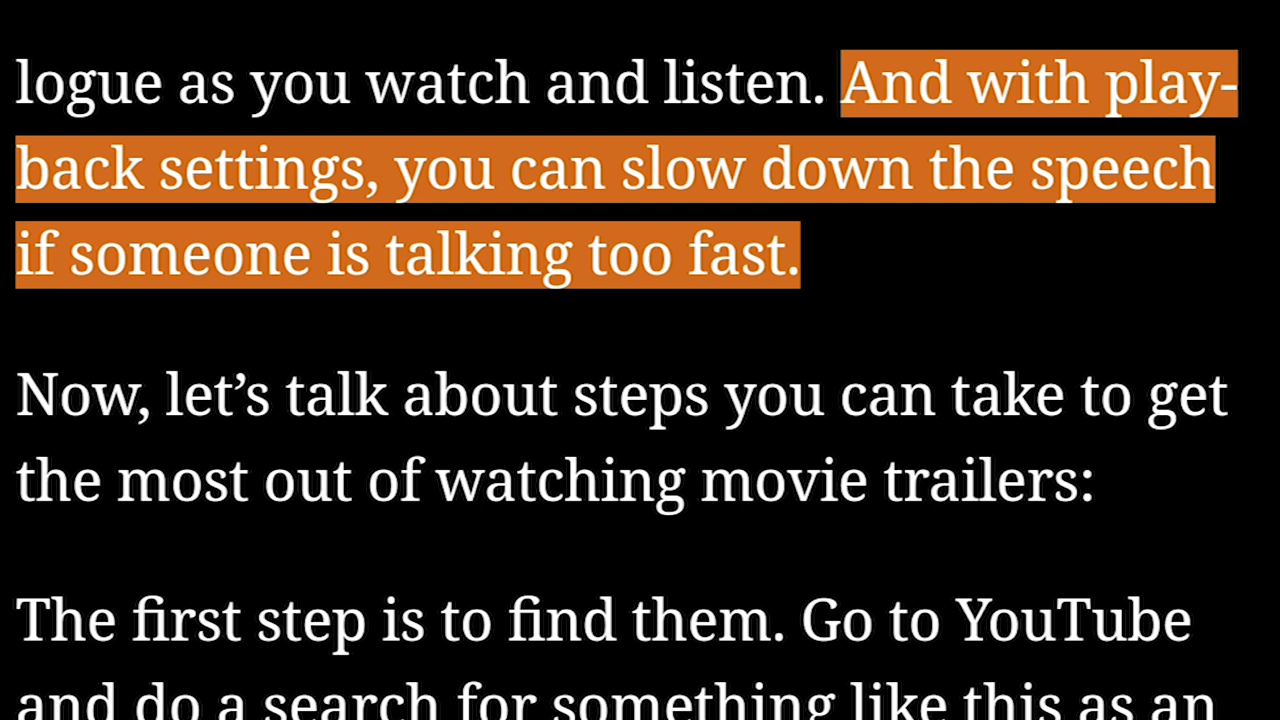 logue as you watch and listen. And with play-
back settings, you can slow down the speech
if someone is talking too fast.
Now, let’s talk about steps you can take to get
the most out of watching movie trailers:
The first step is to find them. Go to YouTube
and do a search for something like this as an